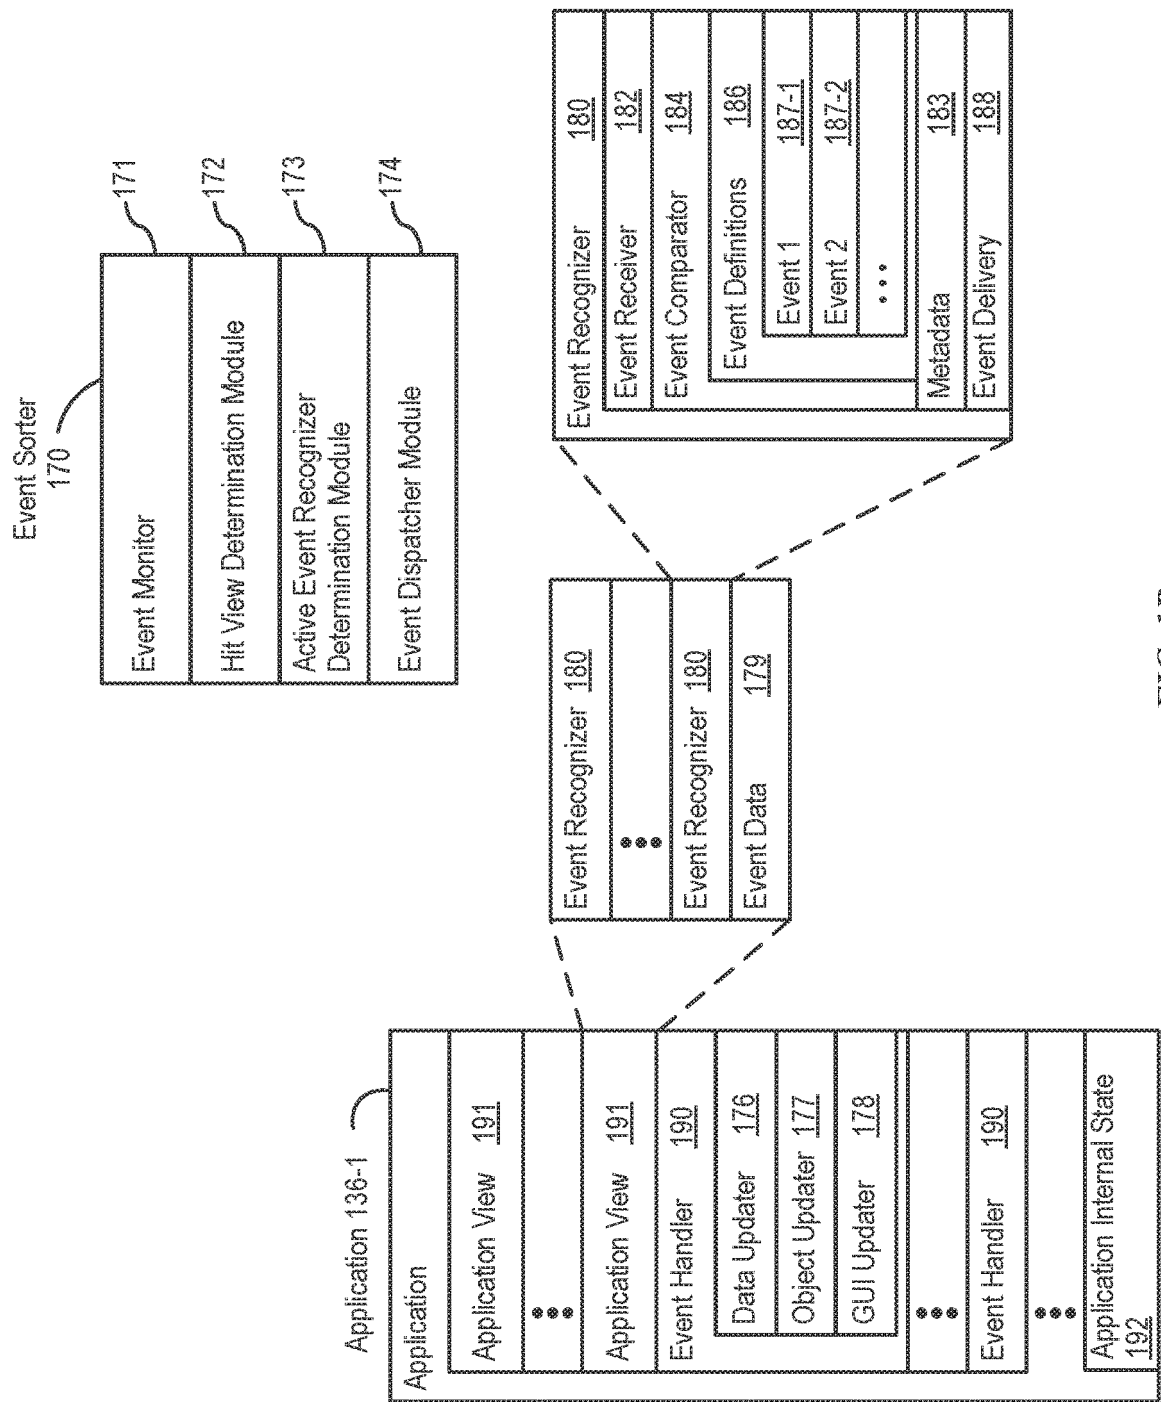 Event Sorter
170
Event Monitor
171
Hit View Determination Module
172
Active Event Recognizer
Determination Module
173
Event Dispatcher Module
174
Application 136-1
Application
Application View 191
Application View 191
Event Handler 190
Data Updater 176
Object Updater 177
GUI Updater 178
Event Handler 190
Application Internal State
192
Event Recognizer 180
Event Recognizer 180
Event Data 179
Event Recognizer 180
Event Receiver 182
Event Comparator 184
Event Definitions 186
Event 1 187-1
Event 2 187-2
Metadata 183
Event Delivery 188